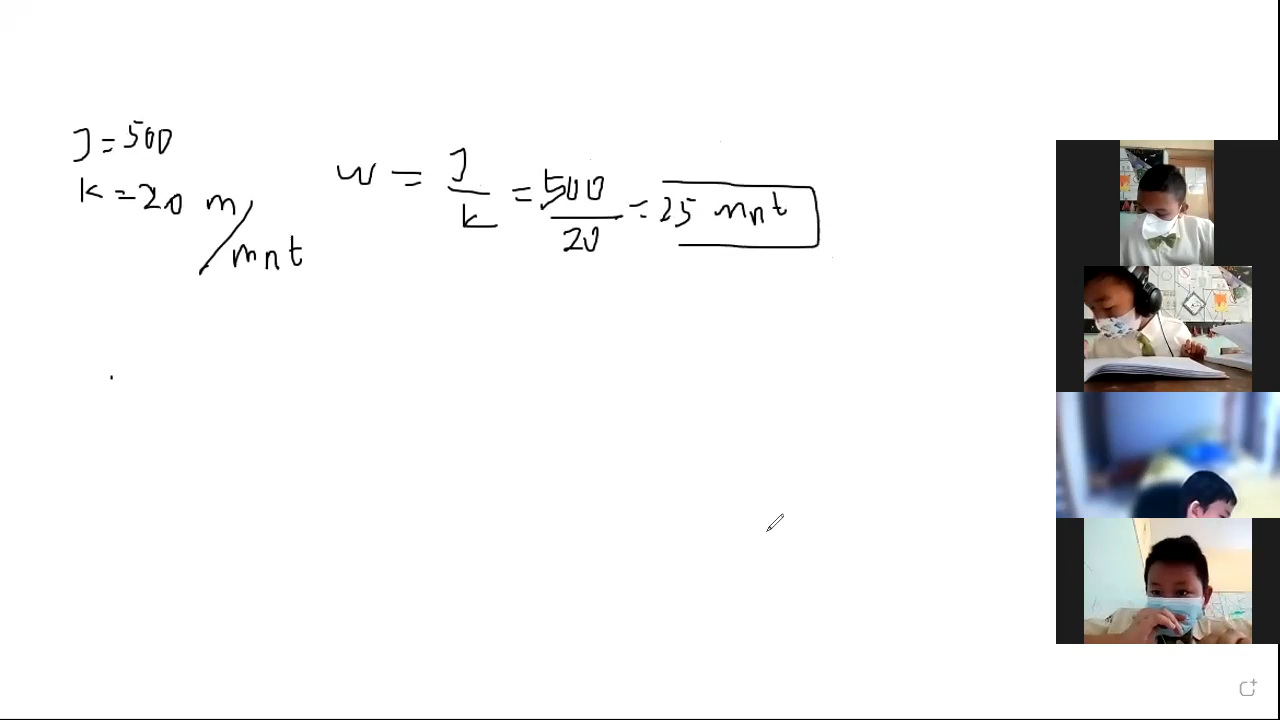 J = 500
k = 20 m/mnt
w = J/k = 500/20 = 25 mnt